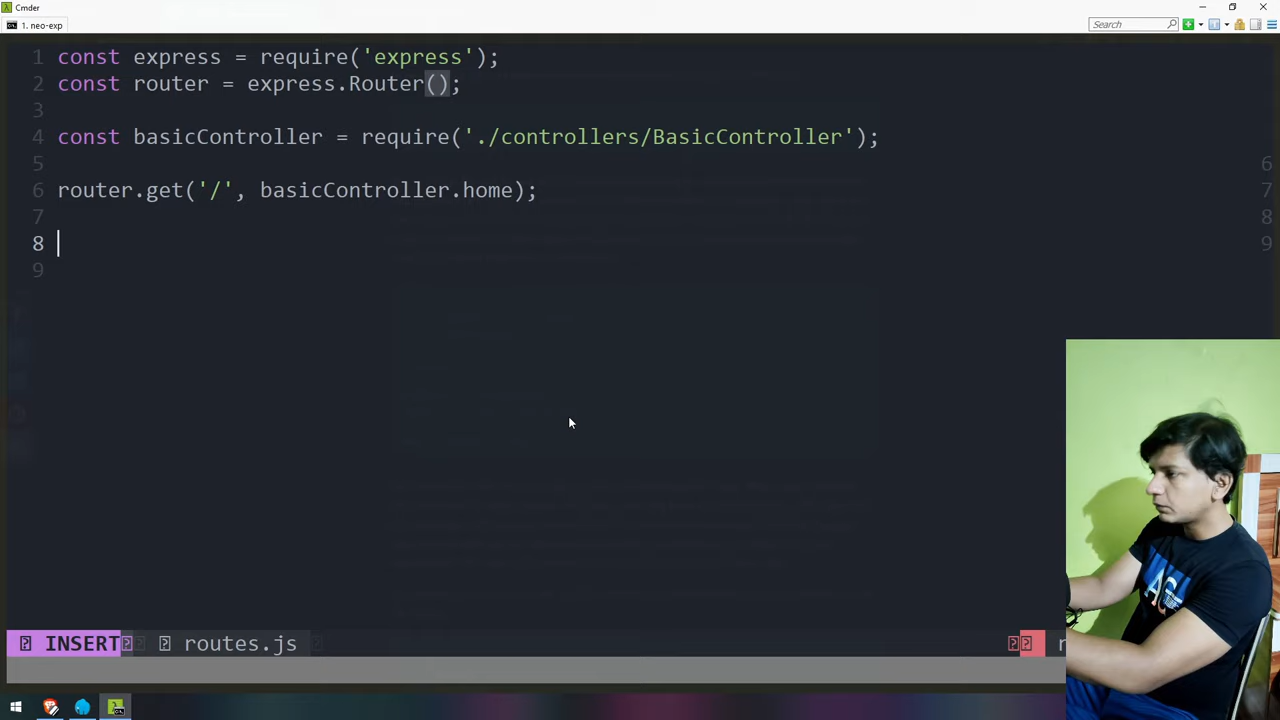 Cmder
1. neo-exp
Search
1 const express = require('express');
2 const router = express.Router();
3
4 const basicController = require('./controllers/BasicController');
5
6 router.get('/', basicController.home);
7
8
9
6
7
8
9
INSERT routes.js